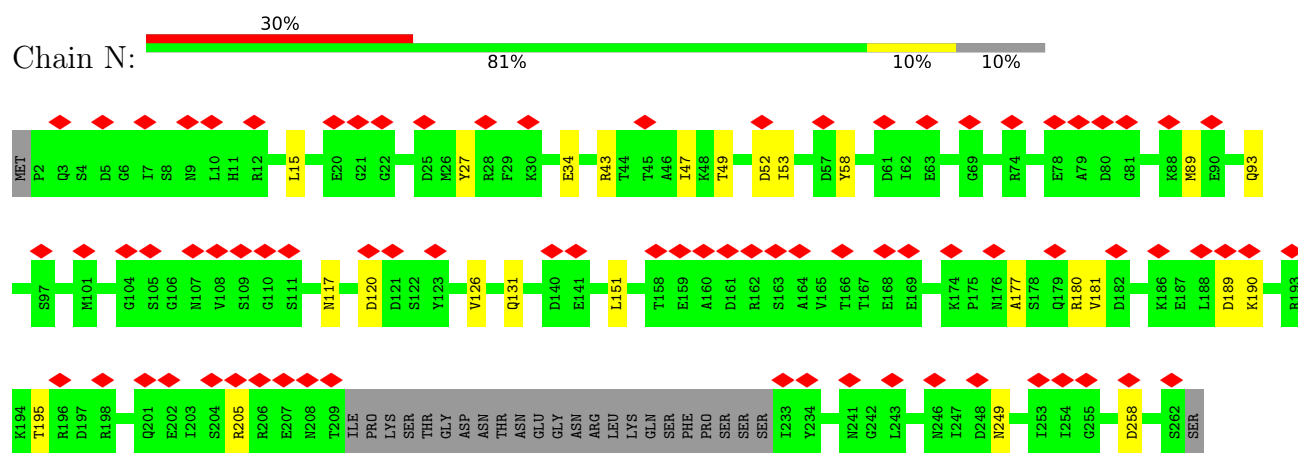 30%
Chain N:
81% 10% 10%
MET P2 Q3 S4 D5 G6 I7 S8 N9 L10 H11 R12 L15 E20 G21 G22 D25 M26 Y27 R28 F29 K30 E34 R43 T44 T45 A46 I47 K48 T49 D52 I53 D57 Y58 D61 I62 E63 G69 R74 E78 A79 D80 G81 K88 M89 E90 Q93
S97 M101 G104 S105 G106 N107 V108 S109 G110 S111 N117 D120 D121 S122 Y123 V126 Q131 D140 E141 L151 T158 E159 A160 D161 R162 S163 A164 V165 T166 T167 E168 E169 K174 P175 N176 A177 S178 Q179 R180 V181 D182 K186 E187 L188 D189 K190 R193
K194 T195 R196 D197 R198 Q201 E202 I203 S204 R205 R206 E207 N208 T209 ILE PRO LYS SER THR GLY ASP ASN THR ASN GLU GLY ASN ARG LEU LYS GLN SER PHE PRO SER SER SER I233 Y234 N241 G242 L243 N246 I247 D248 N249 I253 I254 G255 D258 S262 SER